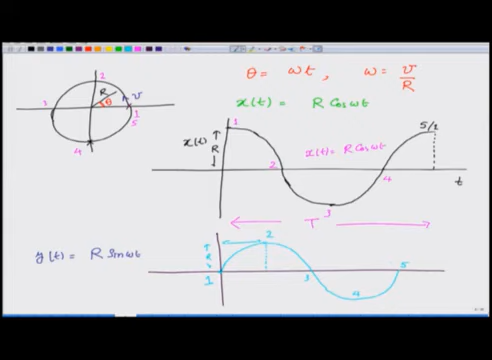 2
R
θ
v
3
1
5
4
θ = ωt , ω = v/R
x(t) = R Cos ωt
1
5/1
x(t)
R
x(t) = R Cos ωt
2
4
t
3
T
y(t) = R Sin ωt
2
R
1
3
5
4